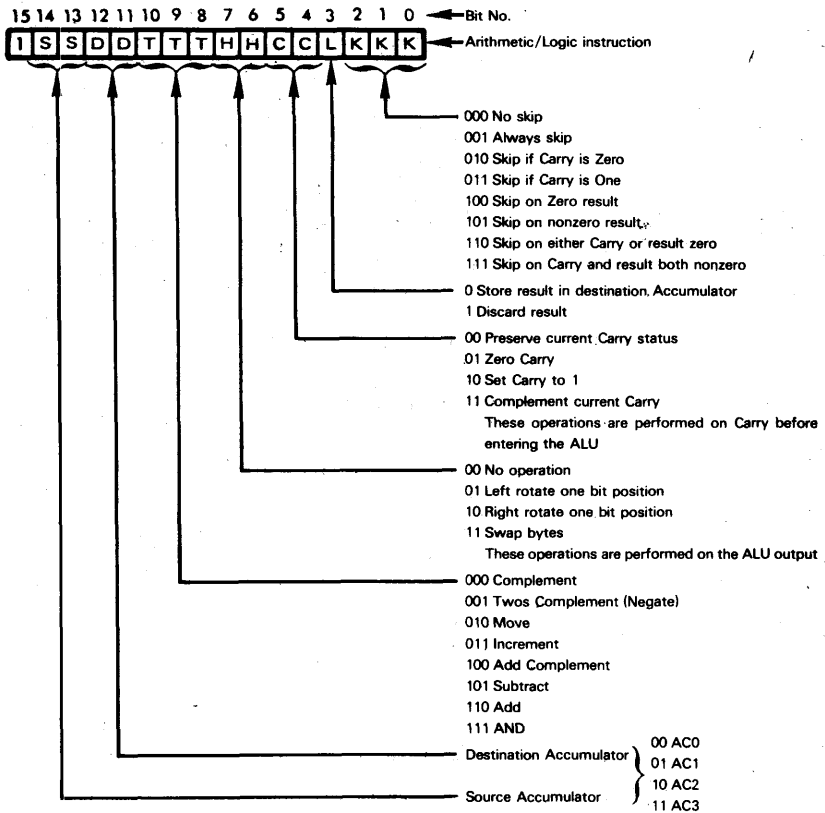 15 14 13 12 11 10 9 8 7 6 5 4 3 2 1 0 Bit No.
1 S S D D T T T H H C C L K K K Arithmetic/Logic instruction
000 No skip
001 Always skip
010 Skip if Carry is Zero
011 Skip if Carry is One
100 Skip on Zero result
101 Skip on nonzero result
110 Skip on either Carry or result zero
111 Skip on Carry and result both nonzero
0 Store result in destination Accumulator
1 Discard result
00 Preserve current Carry status
01 Zero Carry
10 Set Carry to 1
11 Complement current Carry
These operations are performed on Carry before
entering the ALU
00 No operation
01 Left rotate one bit position
10 Right rotate one bit position
11 Swap bytes
These operations are performed on the ALU output
000 Complement
001 Twos Complement (Negate)
010 Move
011 Increment
100 Add Complement
101 Subtract
110 Add
111 AND
Destination Accumulator
Source Accumulator
00 AC0
01 AC1
10 AC2
11 AC3